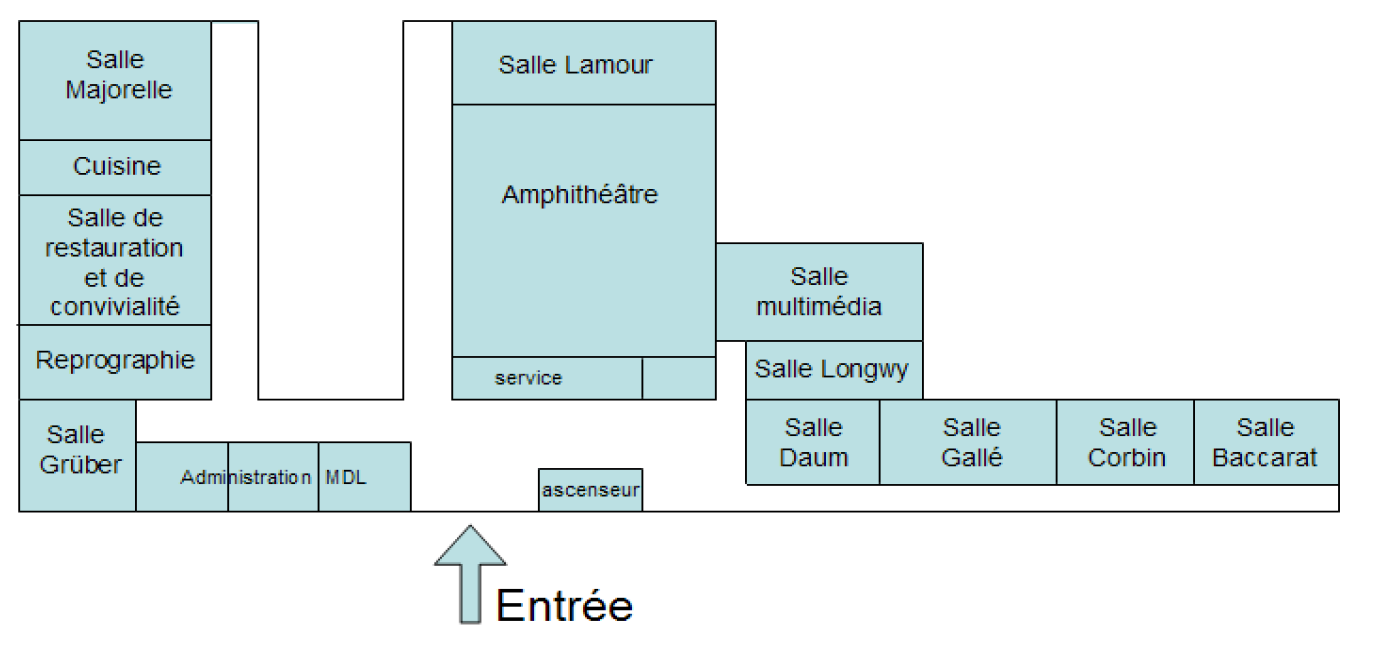 Salle
Majorelle
Cuisine
Salle de
restauration
et de
convivialité
Reprographie
Salle
Grüber
Administration
MDL
Salle Lamour
Amphithéâtre
service
ascenseur
Salle
multimédia
Salle Longwy
Salle
Daum
Salle
Gallé
Salle
Corbin
Salle
Baccarat
Entrée